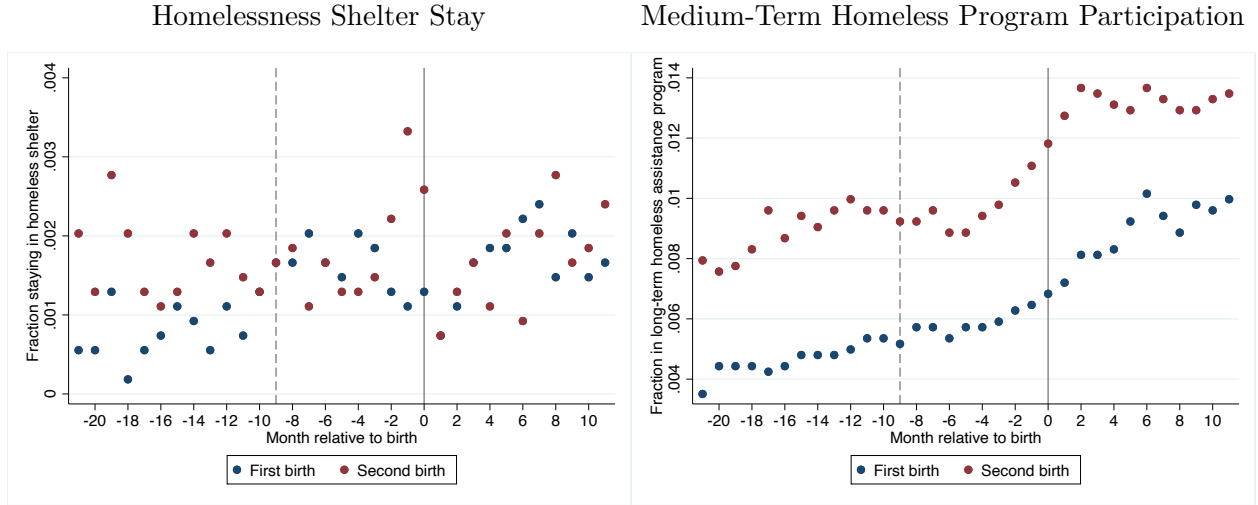 Homelessness Shelter Stay
Fraction staying in homeless shelter
.004
.003
.002
.001
0
-20 -18 -16 -14 -12 -10 -8 -6 -4 -2 0 2 4 6 8 10
Month relative to birth
First birth Second birth
Medium-Term Homeless Program Participation
Fraction in long-term homeless assistance program
.014
.012
.01
.008
.006
.004
-20 -18 -16 -14 -12 -10 -8 -6 -4 -2 0 2 4 6 8 10
Month relative to birth
First birth Second birth